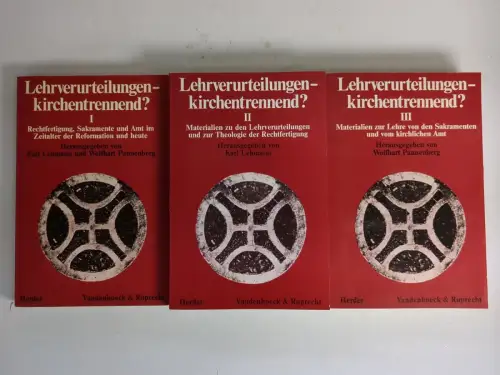 Lehrverurteilungen–
kirchentrennend?
I
Rechtfertigung, Sakramente und Amt im
Zeitalter der Reformation und heute
Herausgegeben von
Karl Lehmann und Wolfhart Pannenberg
Herder
Vandenhoeck & Ruprecht
Lehrverurteilungen–
kirchentrennend?
II
Materialien zu den Lehrverurteilungen
und zur Theologie der Rechtfertigung
Herausgegeben von
Karl Lehmann
Herder
Vandenhoeck & Ruprecht
Lehrverurteilungen–
kirchentrennend?
III
Materialien zur Lehre von den Sakramenten
und vom kirchlichen Amt
Herausgegeben von
Wolfhart Pannenberg
Herder
Vandenhoeck & Ruprecht